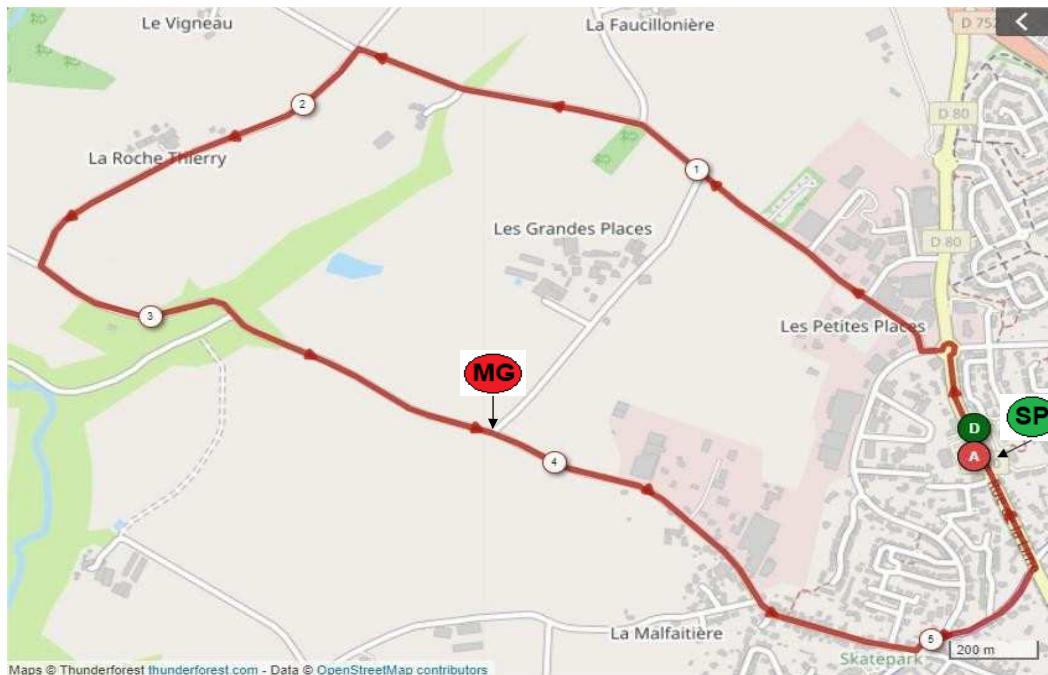 Le Vigneau
La Faucillonière
D 752
2
D 80
La Roche Thierry
1
Les Grandes Places
D 80
3
Les Petites Places
MG
SP
D
A
4
La Malfaitière
5
200 m
Skatepark
Maps © Thunderforest thunderforest.com - Data © OpenStreetMap contributors